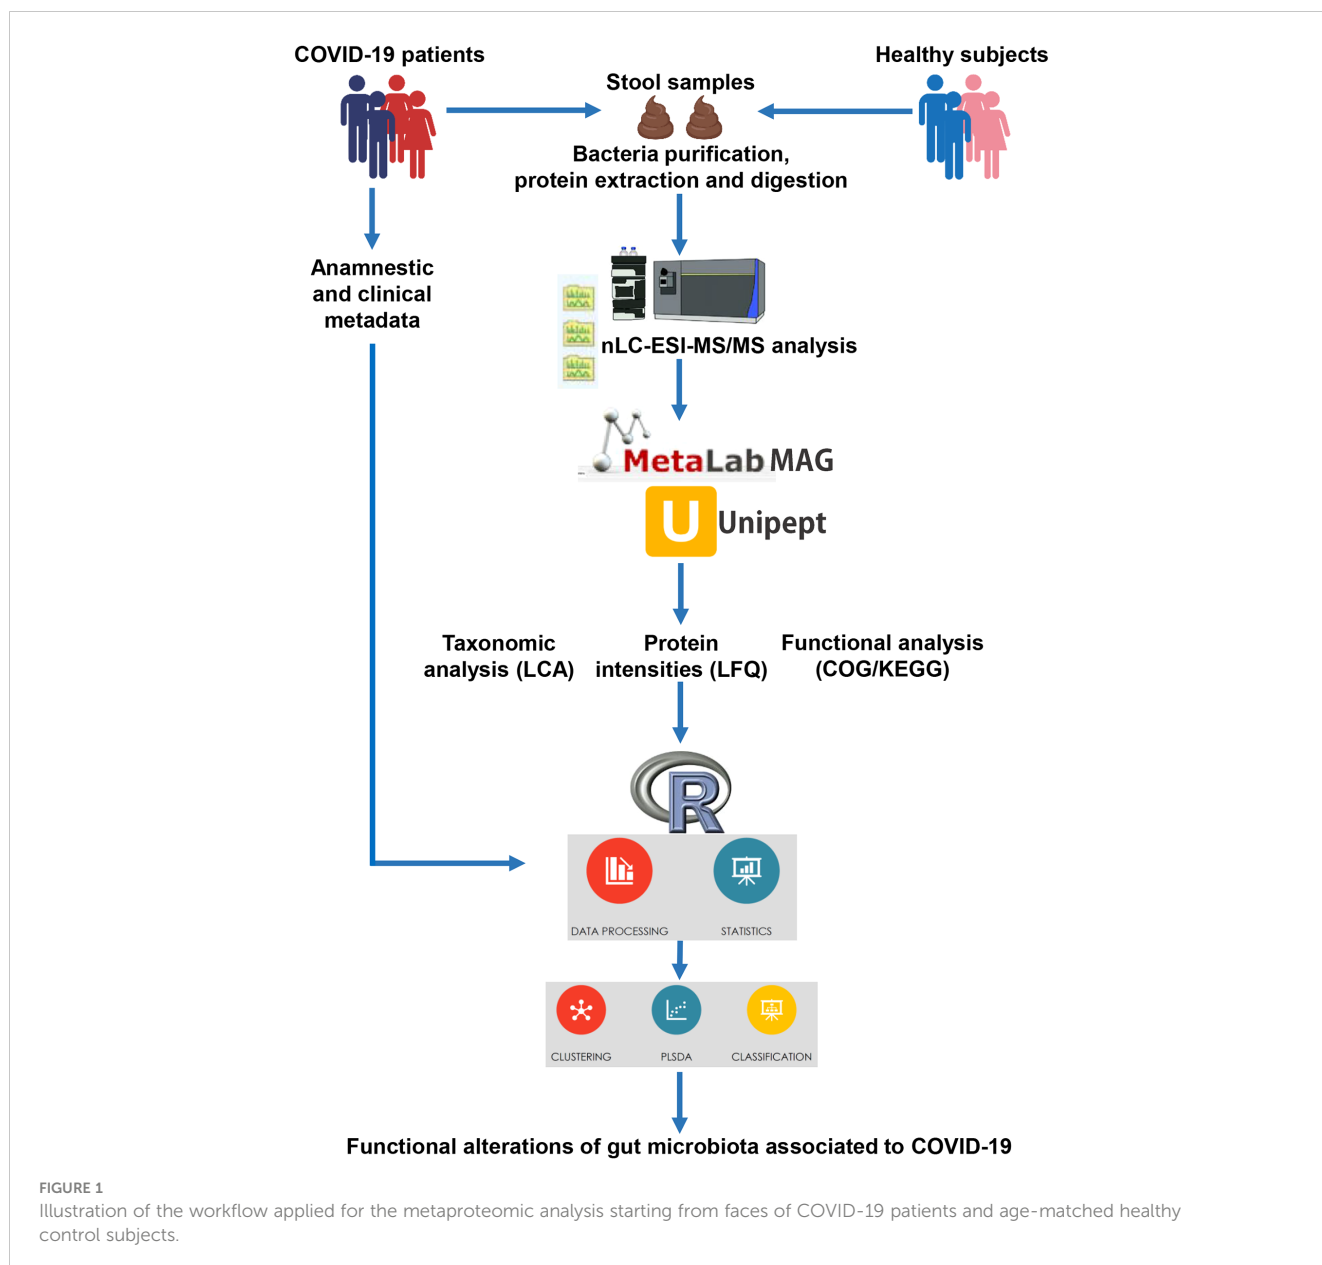 COVID-19 patients
Healthy subjects
Stool samples
Bacteria purification,
protein extraction and digestion
Anamnestic
and clinical
metadata
nLC-ESI-MS/MS analysis
MetaLab MAG
U Unipept
Taxonomic
analysis (LCA)
Protein
intensities (LFQ)
Functional analysis
(COG/KEGG)
R
DATA PROCESSING
STATISTICS
CLUSTERING
PLSDA
CLASSIFICATION
Functional alterations of gut microbiota associated to COVID-19
FIGURE 1
Illustration of the workflow applied for the metaproteomic analysis starting from faces of COVID-19 patients and age-matched healthy
control subjects.